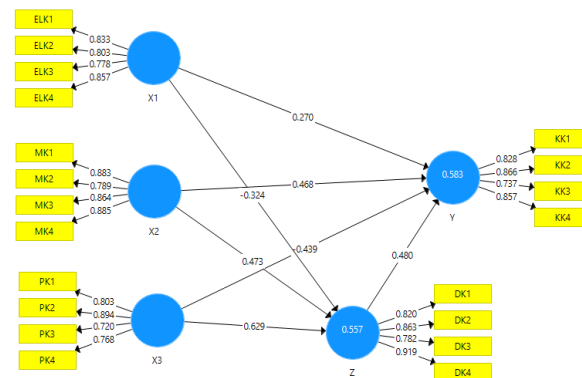 ELK1
ELK2
ELK3
ELK4
0.833
0.803
0.778
0.857
X1
MK1
MK2
MK3
MK4
0.883
0.789
0.864
0.885
X2
PK1
PK2
PK3
PK4
0.803
0.894
0.720
0.768
X3
0.270
-0.324
0.468
0.473
-0.439
0.629
0.480
0.583
Y
0.828
0.866
0.737
0.857
KK1
KK2
KK3
KK4
0.557
Z
0.820
0.863
0.782
0.919
DK1
DK2
DK3
DK4